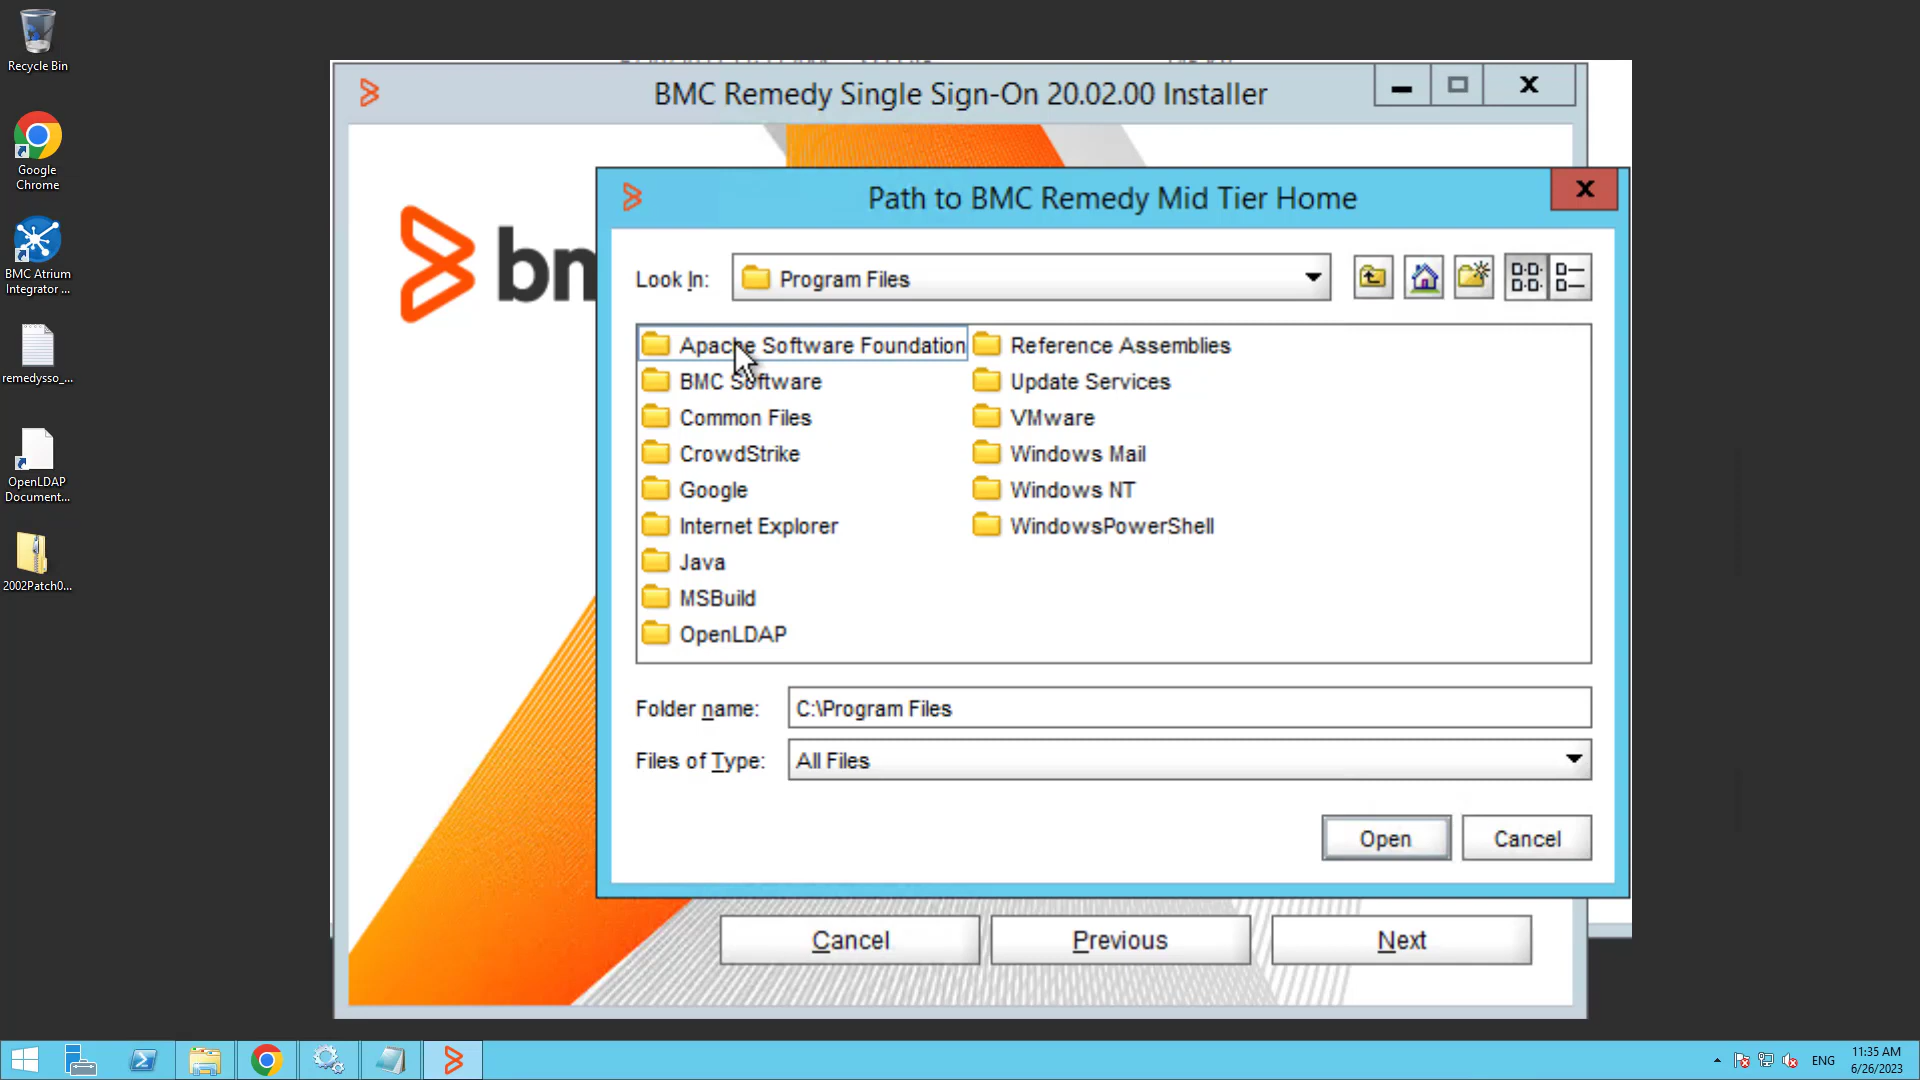 Recycle Bin
Google
Chrome
BMC Atrium
Integrator ...
remedysso_...
OpenLDAP
Document...
2002Patch0...
BMC Remedy Single Sign-On 20.02.00 Installer
bm
Path to BMC Remedy Mid Tier Home
Look In:
Program Files
Apache Software Foundation
BMC Software
Common Files
CrowdStrike
Google
Internet Explorer
Java
MSBuild
OpenLDAP
Reference Assemblies
Update Services
VMware
Windows Mail
Windows NT
WindowsPowerShell
Folder name:
C:\Program Files
Files of Type:
All Files
Open
Cancel
Cancel
Previous
Next
ENG
11:35 AM
6/26/2023